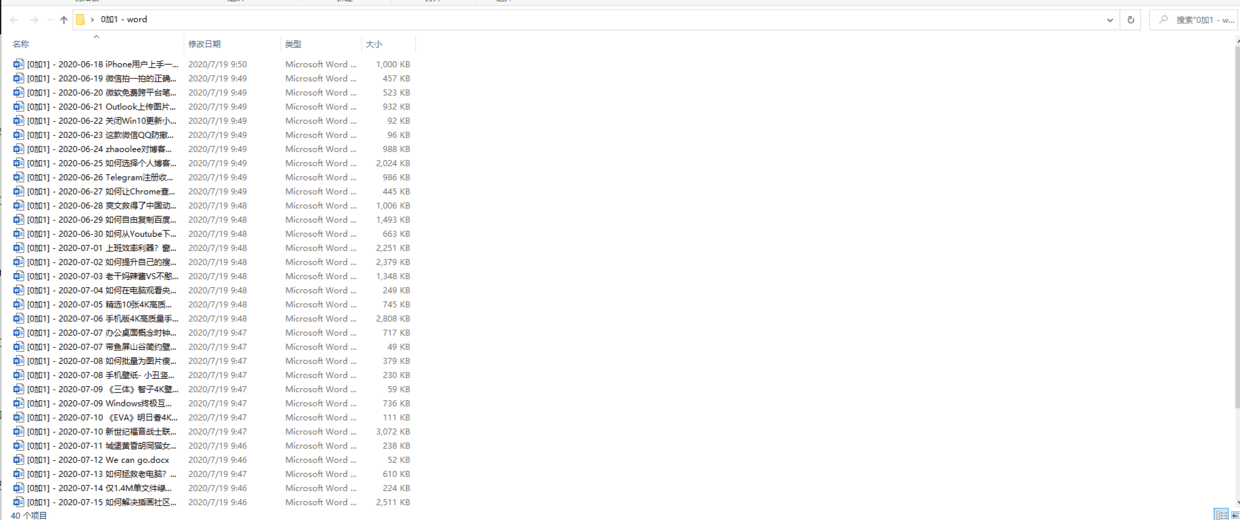 0加1 - word
搜索"0加1 - w...
名称 修改日期 类型 大小
[0加1] - 2020-06-18 iPhone用户上手一... 2020/7/19 9:50 Microsoft Word ... 1,000 KB
[0加1] - 2020-06-19 微信拍一拍的正确... 2020/7/19 9:49 Microsoft Word ... 457 KB
[0加1] - 2020-06-20 微软免费跨平台笔... 2020/7/19 9:49 Microsoft Word ... 523 KB
[0加1] - 2020-06-21 Outlook上传图片... 2020/7/19 9:49 Microsoft Word ... 932 KB
[0加1] - 2020-06-22 关闭Win10更新小... 2020/7/19 9:49 Microsoft Word ... 92 KB
[0加1] - 2020-06-23 这款微信QQ防撤... 2020/7/19 9:49 Microsoft Word ... 96 KB
[0加1] - 2020-06-24 zhaoolee对博客... 2020/7/19 9:49 Microsoft Word ... 988 KB
[0加1] - 2020-06-25 如何选择个人博客... 2020/7/19 9:49 Microsoft Word ... 2,024 KB
[0加1] - 2020-06-26 Telegram注册收... 2020/7/19 9:49 Microsoft Word ... 986 KB
[0加1] - 2020-06-27 如何让Chrome查... 2020/7/19 9:49 Microsoft Word ... 445 KB
[0加1] - 2020-06-28 爽文救得了中国动... 2020/7/19 9:48 Microsoft Word ... 1,006 KB
[0加1] - 2020-06-29 如何自由复制百度... 2020/7/19 9:48 Microsoft Word ... 1,493 KB
[0加1] - 2020-06-30 如何从Youtube下... 2020/7/19 9:48 Microsoft Word ... 663 KB
[0加1] - 2020-07-01 上班效率利器？窗... 2020/7/19 9:48 Microsoft Word ... 2,251 KB
[0加1] - 2020-07-02 如何提升自己的搜... 2020/7/19 9:48 Microsoft Word ... 2,379 KB
[0加1] - 2020-07-03 老干妈辣酱VS不憨... 2020/7/19 9:48 Microsoft Word ... 1,348 KB
[0加1] - 2020-07-04 如何在电脑观看央... 2020/7/19 9:48 Microsoft Word ... 249 KB
[0加1] - 2020-07-05 精选10张4K高质... 2020/7/19 9:48 Microsoft Word ... 745 KB
[0加1] - 2020-07-06 手机版4K高质量手... 2020/7/19 9:48 Microsoft Word ... 2,808 KB
[0加1] - 2020-07-07 办公桌面概念时钟... 2020/7/19 9:47 Microsoft Word ... 717 KB
[0加1] - 2020-07-07 带鱼屏山谷简约壁... 2020/7/19 9:47 Microsoft Word ... 49 KB
[0加1] - 2020-07-08 如何批量为图片瘦... 2020/7/19 9:47 Microsoft Word ... 379 KB
[0加1] - 2020-07-08 手机壁纸- 小丑竖... 2020/7/19 9:47 Microsoft Word ... 230 KB
[0加1] - 2020-07-09 《三体》智子4K壁... 2020/7/19 9:47 Microsoft Word ... 59 KB
[0加1] - 2020-07-09 Windows终极互... 2020/7/19 9:47 Microsoft Word ... 736 KB
[0加1] - 2020-07-10 《EVA》明日香4K... 2020/7/19 9:47 Microsoft Word ... 111 KB
[0加1] - 2020-07-10 新世纪福音战士联... 2020/7/19 9:47 Microsoft Word ... 3,072 KB
[0加1] - 2020-07-11 城堡黄昏胡同猫女... 2020/7/19 9:46 Microsoft Word ... 238 KB
[0加1] - 2020-07-12 We can go.docx 2020/7/19 9:46 Microsoft Word ... 52 KB
[0加1] - 2020-07-13 如何拯救老电脑？... 2020/7/19 9:47 Microsoft Word ... 610 KB
[0加1] - 2020-07-14 仅1.4M单文件绿... 2020/7/19 9:46 Microsoft Word ... 224 KB
[0加1] - 2020-07-15 如何解决插画社区... 2020/7/19 9:46 Microsoft Word ... 2,511 KB
40 个项目